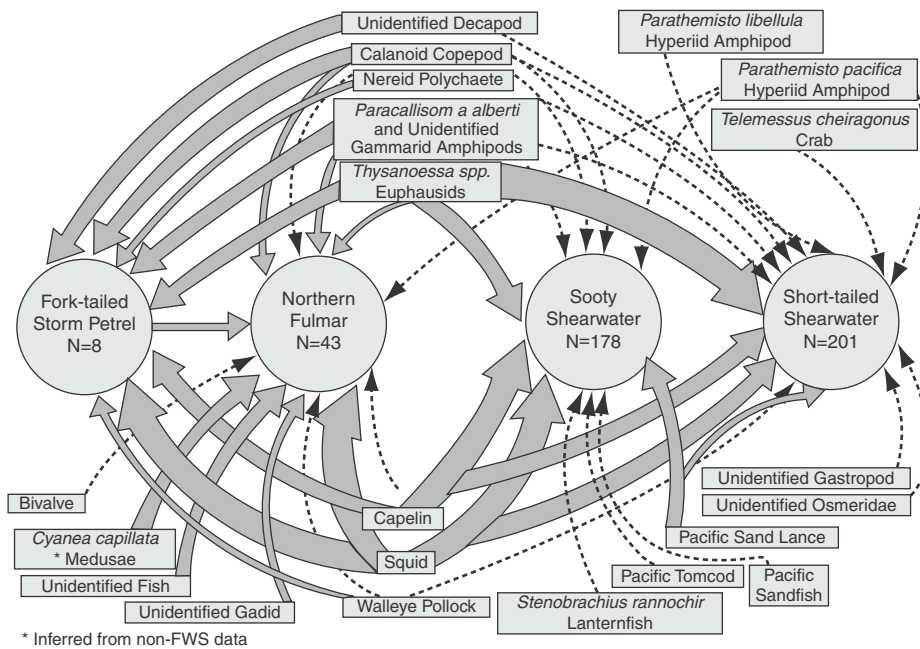 Unidentified Decapod
Calanoid Copepod
Nereid Polychaete
Paracallisom a alberti
and Unidentified
Gammarid Amphipods
Thysanoessa spp.
Euphausids
Parathemisto libellula
Hyperiid Amphipod
Parathemisto pacifica
Hyperiid Amphipod
Telemessus cheiragonus
Crab
Fork-tailed
Storm Petrel
N=8
Northern
Fulmar
N=43
Sooty
Shearwater
N=178
Short-tailed
Shearwater
N=201
Bivalve
Cyanea capillata
* Medusae
Unidentified Fish
Unidentified Gadid
Capelin
Squid
Walleye Pollock
Stenobrachius rannochir
Lanternfish
Pacific Tomcod
Pacific
Sandfish
Pacific Sand Lance
Unidentified Gastropod
Unidentified Osmeridae
* Inferred from non-FWS data